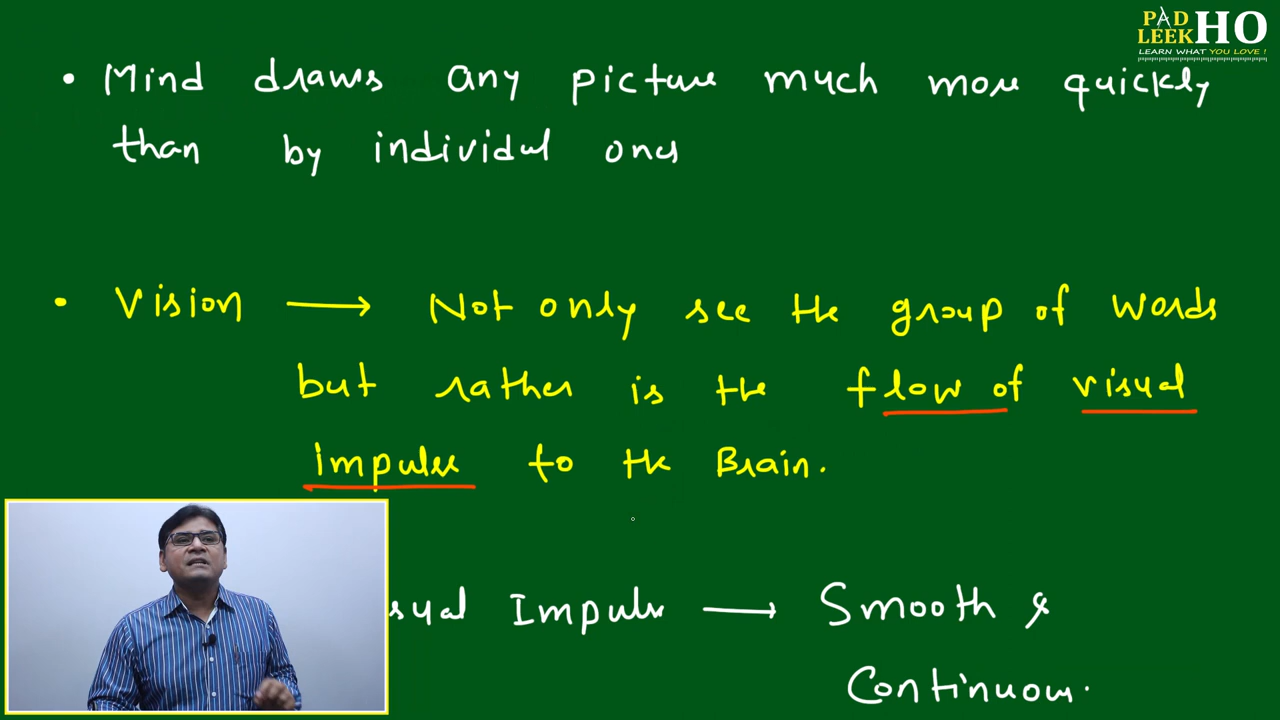 PAD
LEEK HO
LEARN WHAT YOU LOVE !
• Mind draws any picture much more quickly
than by individul ones
• Vision → Not only see the group of words
but rather is the flow of visual
Impulse to the Brain.
sual Impulse → Smooth &
Continuous.